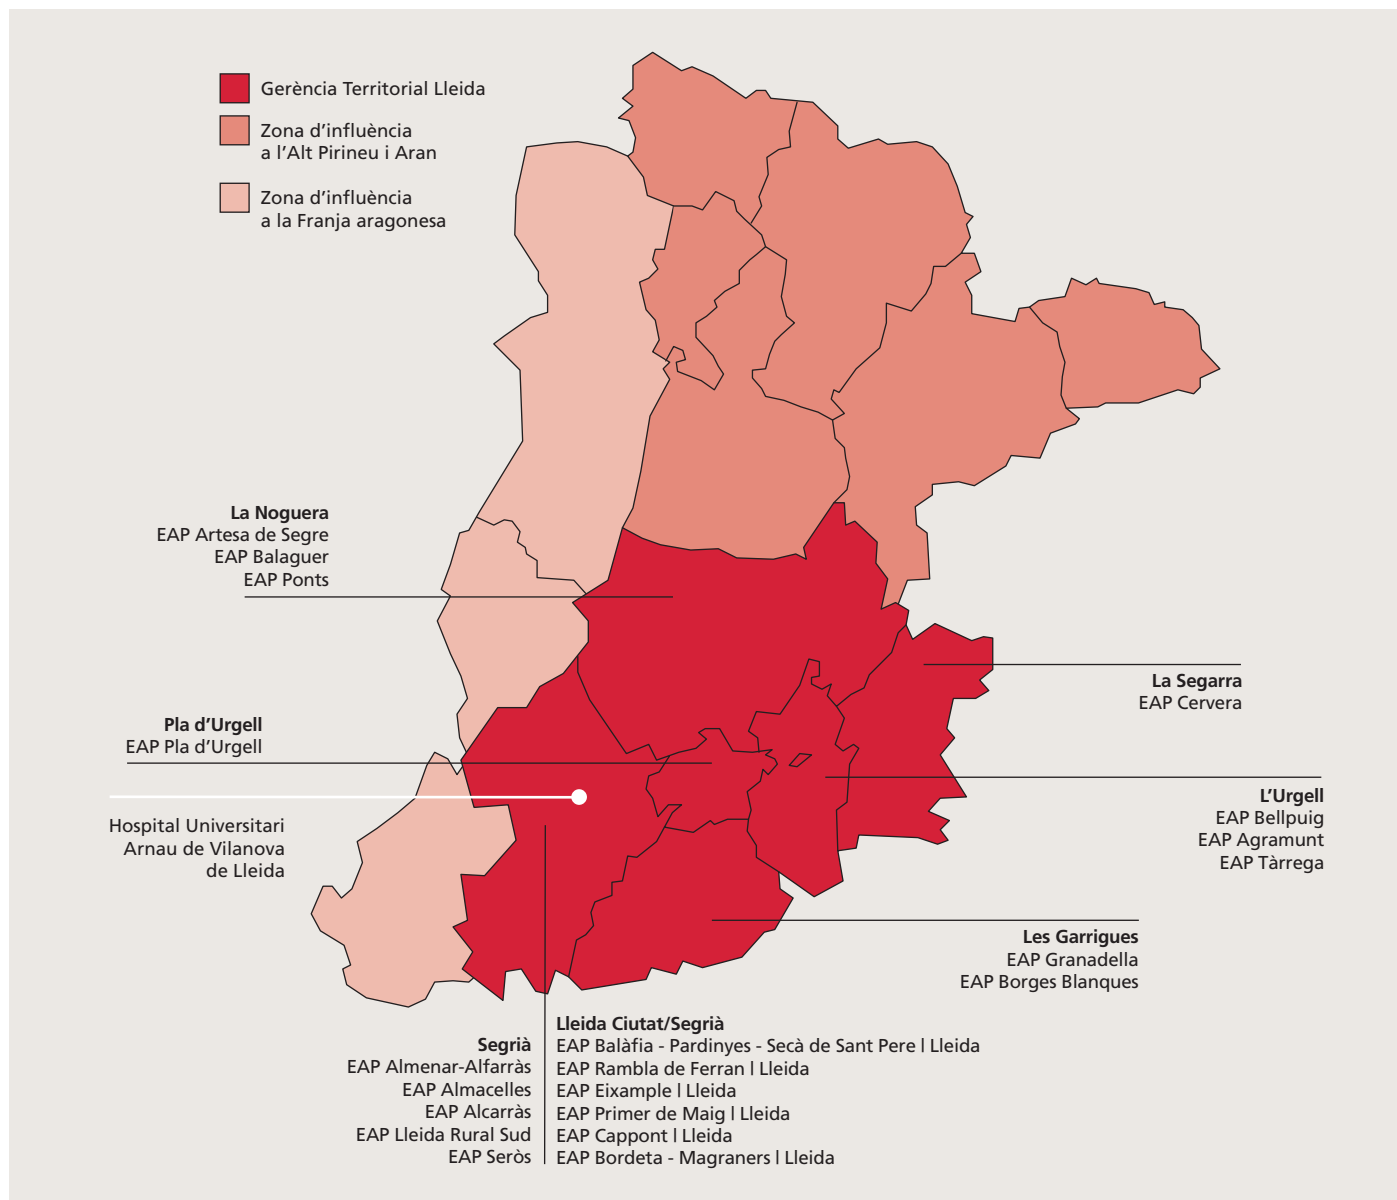 Gerència Territorial Lleida
Zona d’influència
a l’Alt Pirineu i Aran
Zona d’influència
a la Franja aragonesa
La Noguera
EAP Artesa de Segre
EAP Balaguer
EAP Ponts
La Segarra
EAP Cervera
Pla d’Urgell
EAP Pla d’Urgell
Hospital Universitari
Arnau de Vilanova
de Lleida
L’Urgell
EAP Bellpuig
EAP Agramunt
EAP Tàrrega
Les Garrigues
EAP Granadella
EAP Borges Blanques
Segrià
EAP Almenar-Alfarràs
EAP Almacelles
EAP Alcarràs
EAP Lleida Rural Sud
EAP Seròs
Lleida Ciutat/Segrià
EAP Balàfia - Pardinyes - Secà de Sant Pere | Lleida
EAP Rambla de Ferran | Lleida
EAP Eixample | Lleida
EAP Primer de Maig | Lleida
EAP Cappont | Lleida
EAP Bordeta - Magraners | Lleida